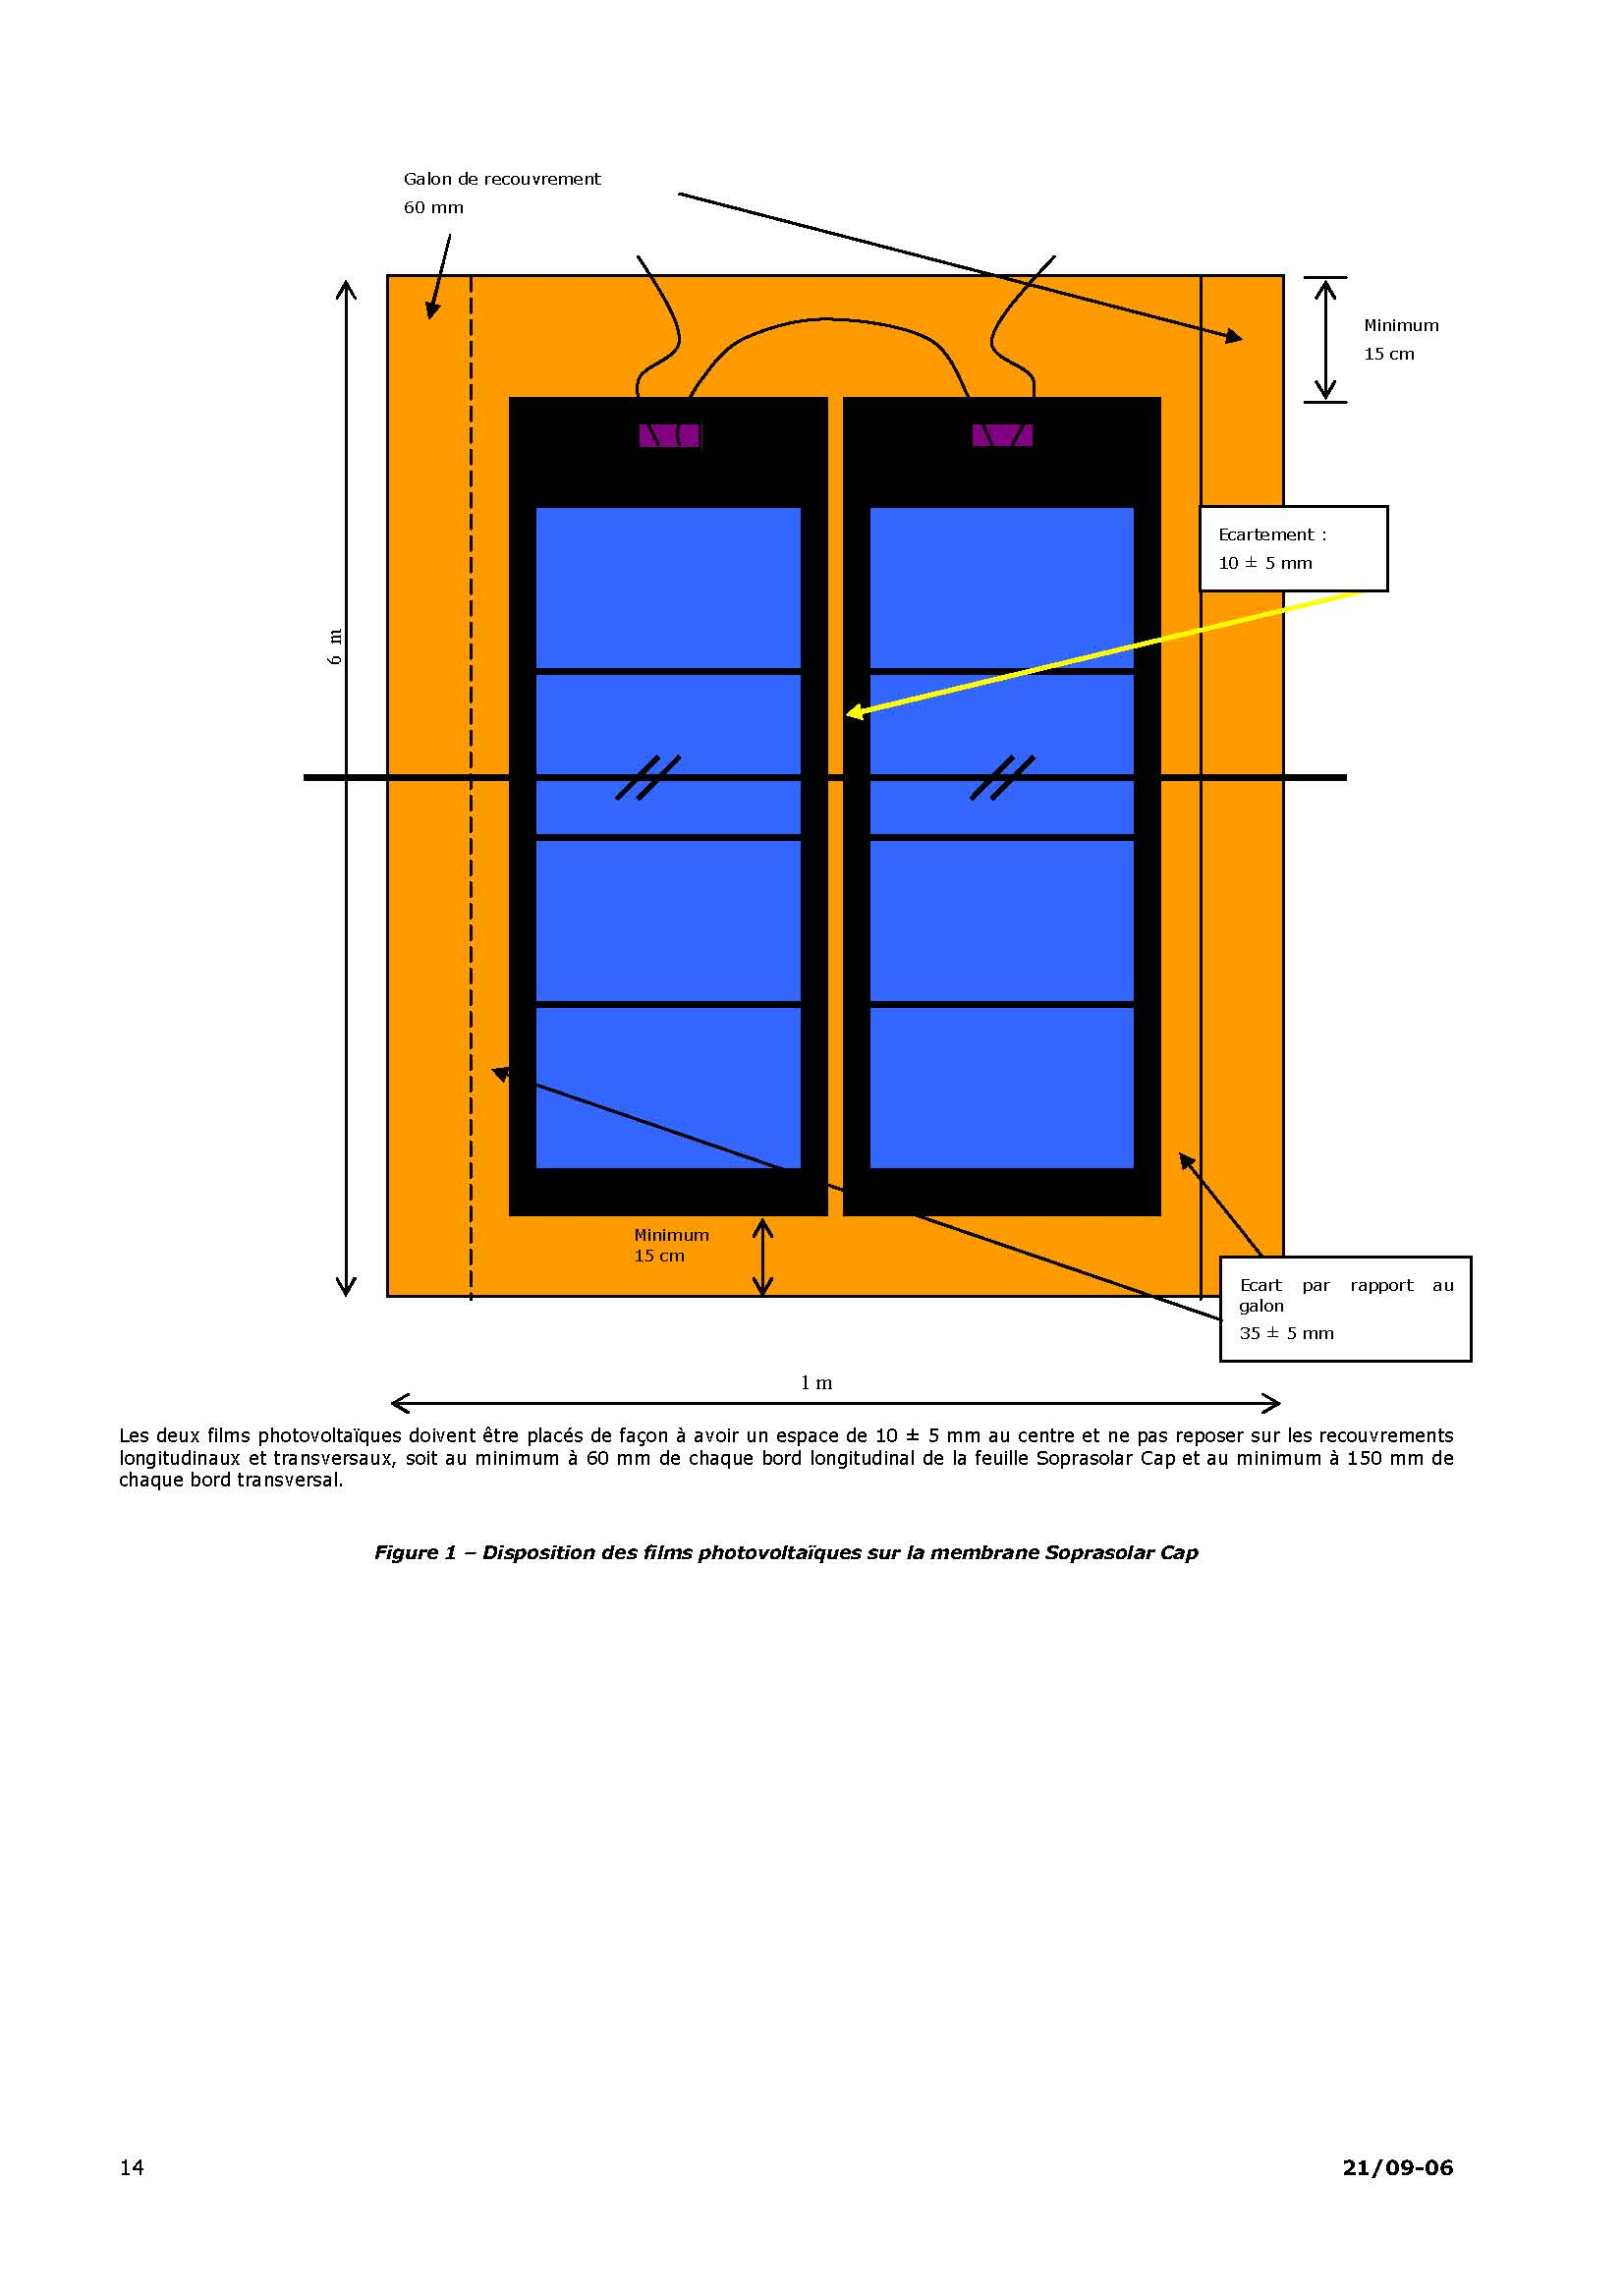 Galon de recouvrement
60 mm
Minimum
15 cm
Ecartement :
10 ± 5 mm
6 m
Minimum
15 cm
Ecart par rapport au
galon
35 ± 5 mm
1 m
Les deux films photovoltaïques doivent être placés de façon à avoir un espace de 10 ± 5 mm au centre et ne pas reposer sur les recouvrements
longitudinaux et transversaux, soit au minimum à 60 mm de chaque bord longitudinal de la feuille Soprasolar Cap et au minimum à 150 mm de
chaque bord transversal.
Figure 1 – Disposition des films photovoltaïques sur la membrane Soprasolar Cap
14
21/09-06